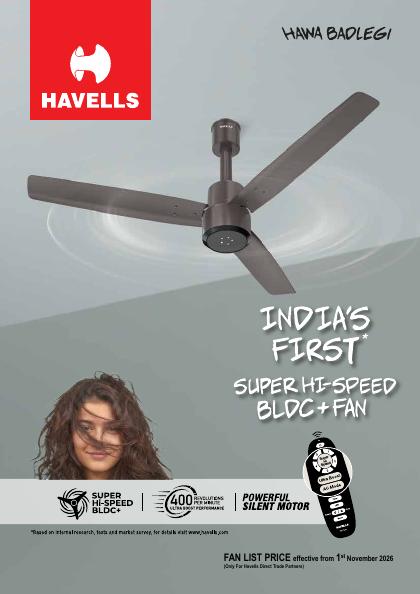 HAWA BADLEGI
HAVELLS
INDIA'S
FIRST*
SUPER HI-SPEED
BLDC+FAN
SUPER
HI-SPEED
BLDC+
400 REVOLUTIONS
PER MINUTE
ULTRA BOOST PERFORMANCE
POWERFUL
SILENT MOTOR
*Based on internal research, tests and market survey, for details visit www.havells.com
FAN LIST PRICE effective from 1st November 2026
(Only For Havells Direct Trade Partners)